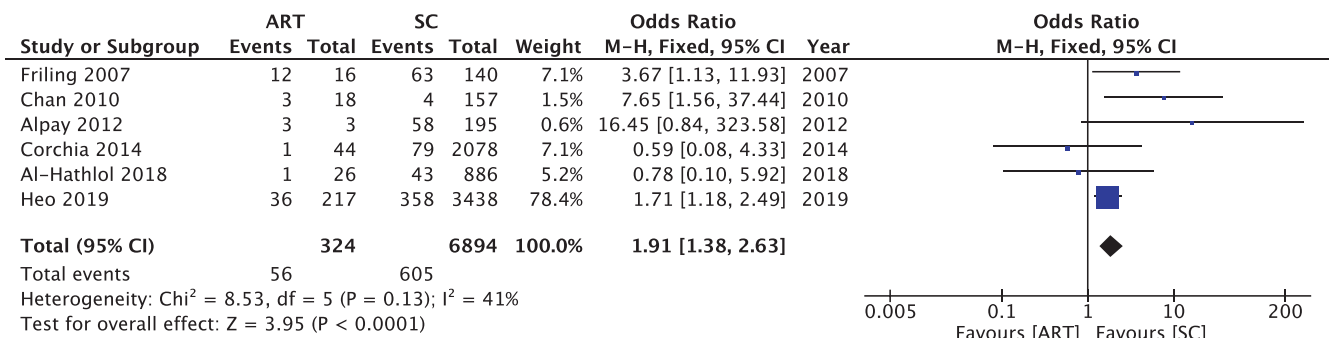 ART SC Odds Ratio Odds Ratio
Study or Subgroup Events Total Events Total Weight M-H, Fixed, 95% CI Year M-H, Fixed, 95% CI
Friling 2007 12 16 63 140 7.1% 3.67 [1.13, 11.93] 2007
Chan 2010 3 18 4 157 1.5% 7.65 [1.56, 37.44] 2010
Alpay 2012 3 3 58 195 0.6% 16.45 [0.84, 323.58] 2012
Corchia 2014 1 44 79 2078 7.1% 0.59 [0.08, 4.33] 2014
Al-Hathlol 2018 1 26 43 886 5.2% 0.78 [0.10, 5.92] 2018
Heo 2019 36 217 358 3438 78.4% 1.71 [1.18, 2.49] 2019
Total (95% CI) 324 6894 100.0% 1.91 [1.38, 2.63]
Total events 56 605
Heterogeneity: Chi² = 8.53, df = 5 (P = 0.13); I² = 41%
Test for overall effect: Z = 3.95 (P < 0.0001)
0.005 0.1 1 10 200
Favours [ART] Favours [SC]